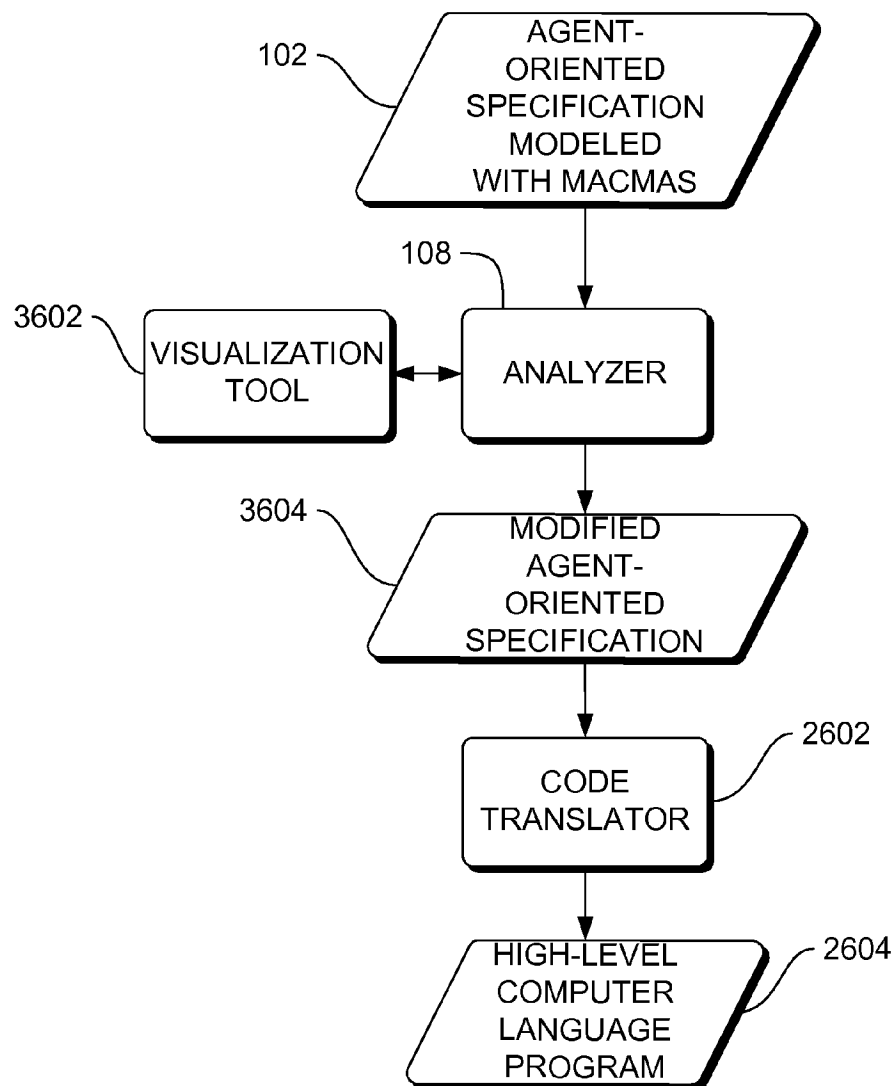 102
AGENT-
ORIENTED
SPECIFICATION
MODELED
WITH MACMAS
108
3602
VISUALIZATION
TOOL
ANALYZER
3604
MODIFIED
AGENT-
ORIENTED
SPECIFICATION
2602
CODE
TRANSLATOR
2604
HIGH-LEVEL
COMPUTER
LANGUAGE
PROGRAM